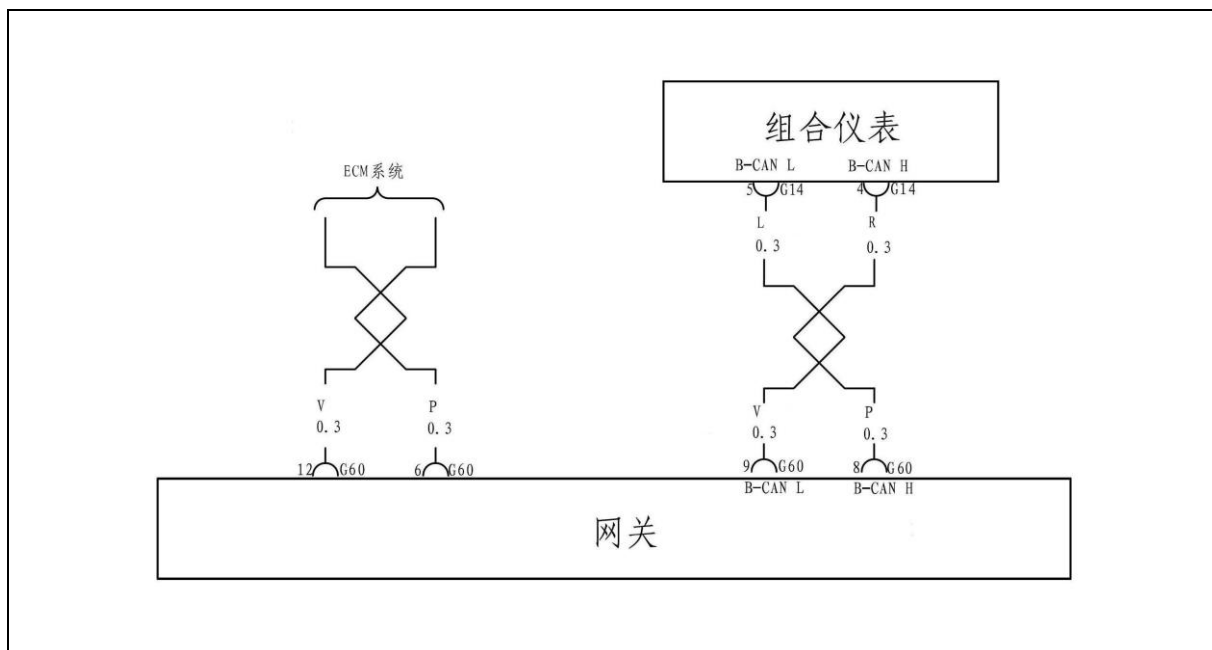 组合仪表
B-CAN L B-CAN H
5 G14 4 G14
ECM系统
L R
0.3 0.3
V P
0.3 0.3
V P
0.3 0.3
12 G60 6 G60
9 G60 8 G60
B-CAN L B-CAN H
网关